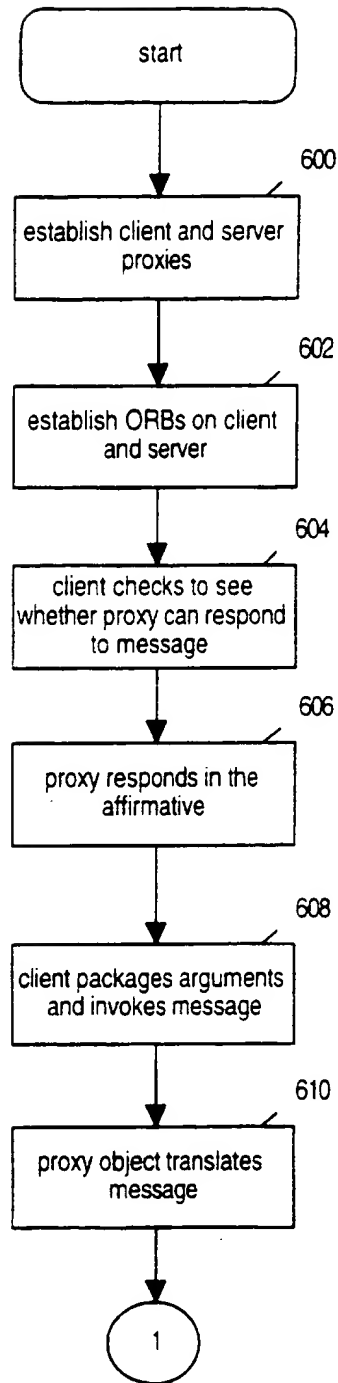 start
600
establish client and server
proxies
602
establish ORBs on client
and server
604
client checks to see
whether proxy can respond
to message
606
proxy responds in the
affirmative
608
client packages arguments
and invokes message
610
proxy object translates
message
1